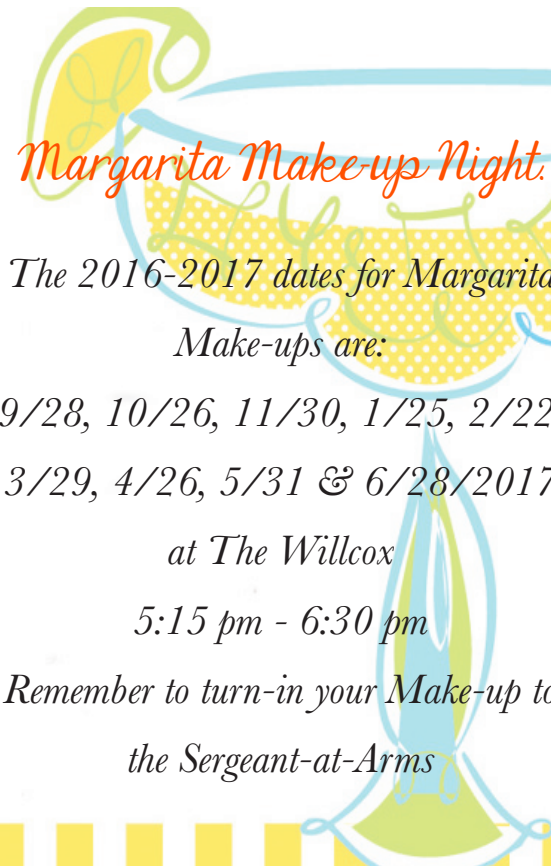 Margarita Make-up Night.
The 2016-2017 dates for Margarita
Make-ups are:
9/28, 10/26, 11/30, 1/25, 2/22
3/29, 4/26, 5/31 & 6/28/2017
at The Willcox
5:15 pm - 6:30 pm
Remember to turn-in your Make-up to
the Sergeant-at-Arms